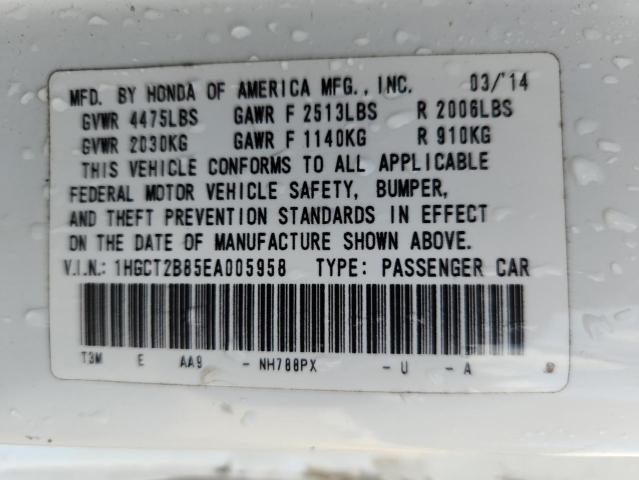 MFD. BY HONDA OF AMERICA MFG., INC. 03/'14
GVWR 4475LBS GAWR F 2513LBS R 2006LBS
GVWR 2030KG GAWR F 1140KG R 910KG
THIS VEHICLE CONFORMS TO ALL APPLICABLE
FEDERAL MOTOR VEHICLE SAFETY, BUMPER,
AND THEFT PREVENTION STANDARDS IN EFFECT
ON THE DATE OF MANUFACTURE SHOWN ABOVE.
V.I.N.: 1HGCT2B85EA005958 TYPE: PASSENGER CAR
T3M E AA9 - NH788PX - U - A